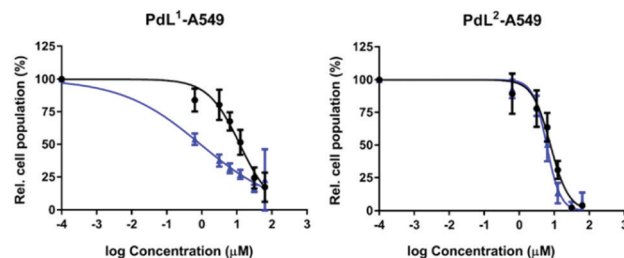 PdL¹-A549
PdL²-A549
Rel. cell population (%)
125
100
75
50
25
0
-4 -3 -2 -1 0 1 2 3
log Concentration (μM)
Rel. cell population (%)
125
100
75
50
25
0
-4 -3 -2 -1 0 1 2 3
log Concentration (μM)